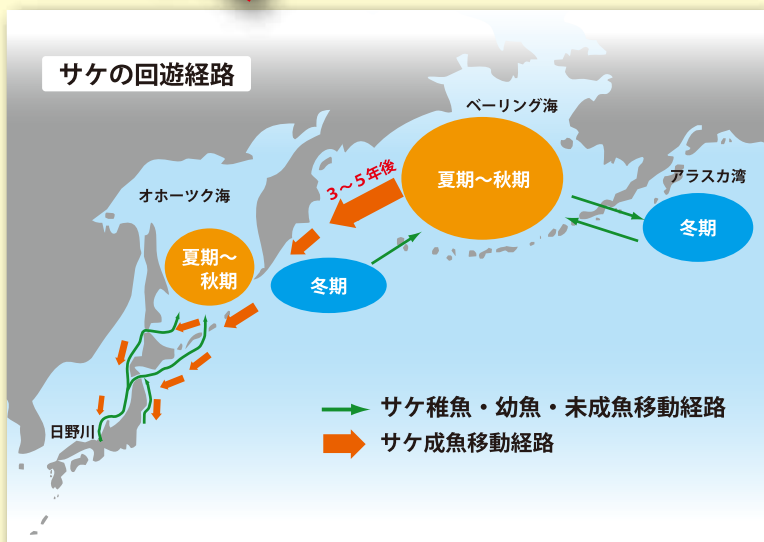 サケの回遊経路
ベーリング海
夏期～秋期
3～5年後
アラスカ湾
冬期
オホーツク海
夏期～
秋期
冬期
日野川
サケ稚魚・幼魚・未成魚移動経路
サケ成魚移動経路